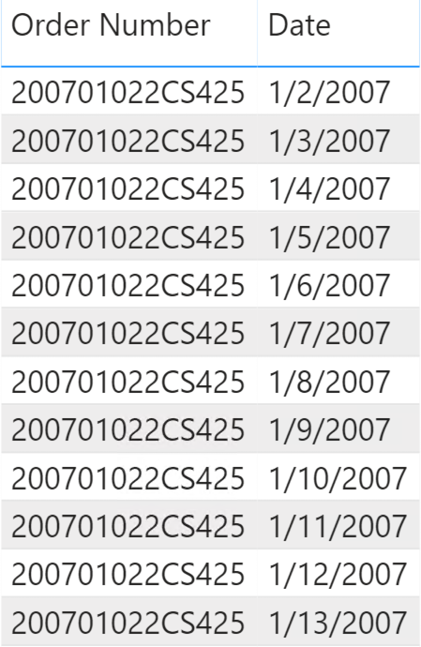 Order Number Date
200701022CS425 1/2/2007
200701022CS425 1/3/2007
200701022CS425 1/4/2007
200701022CS425 1/5/2007
200701022CS425 1/6/2007
200701022CS425 1/7/2007
200701022CS425 1/8/2007
200701022CS425 1/9/2007
200701022CS425 1/10/2007
200701022CS425 1/11/2007
200701022CS425 1/12/2007
200701022CS425 1/13/2007